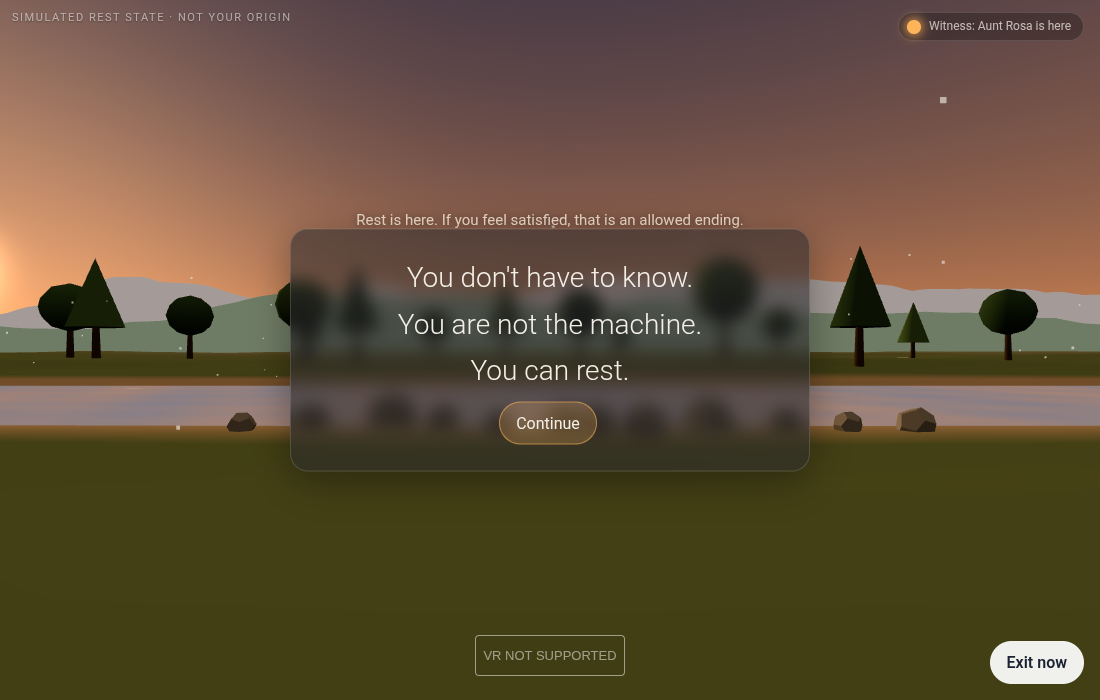 SIMULATED REST STATE · NOT YOUR ORIGIN
Witness: Aunt Rosa is here
Rest is here. If you feel satisfied, that is an allowed ending.
You don't have to know.
You are not the machine.
You can rest.
Continue
VR NOT SUPPORTED
Exit now